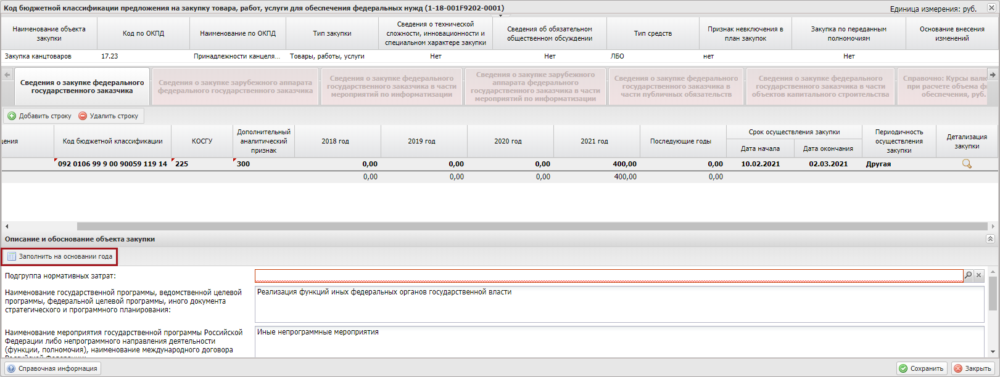 Код бюджетной классификации предложения на закупку товара, работ, услуги для обеспечения федеральных нужд (1-18-001F9202-0001)
Единица измерения: руб.
Наименование объекта закупки
Код по ОКПД
Наименование по ОКПД
Тип закупки
Сведения о технической сложности, инновационности и специальном характере закупки
Сведения об обязательном общественном обсуждении
Тип средств
Признак невключения в план закупок
Закупка по переданным полномочиям
Основание внесения изменений
Закупка канцтоваров 17.23 Принадлежности канцеля... Товары, работы, услуги Нет Нет ЛБО нет Нет
Сведения о закупке федерального государственного заказчика
Сведения о закупке зарубежного аппарата федерального государственного заказчика
Сведения о закупке федерального государственного заказчика в части мероприятий по информатизации
Сведения о закупке зарубежного аппарата федерального государственного заказчика в части мероприятий по информатизации
Сведения о закупке федерального государственного заказчика в части публичных обязательств
Сведения о закупке федерального государственного заказчика в части объектов капитального строительства
Справочно: Курсы вали
при расчете объема ф
обеспечения, руб.
Добавить строку Удалить строку
цения
Код бюджетной классификации
КОСГУ
Дополнительный аналитический признак
2018 год
2019 год
2020 год
2021 год
Последующие годы
Срок осуществления закупки
Дата начала
Дата окончания
Периодичность осуществления закупки
Детализация закупки
092 0106 99 9 00 90059 119 14 225 300 0,00 0,00 0,00 400,00 0,00 10.02.2021 02.03.2021 Другая
0,00 0,00 0,00 400,00 0,00
Описание и обоснование объекта закупки
Заполнить на основании года
Подгруппа нормативных затрат:
Наименование государственной программы, ведомственной целевой
программы, федеральной целевой программы, иного документа
стратегического и программного планирования:
Реализация функций иных федеральных органов государственной власти
Наименование мероприятия государственной программы Российской
Федерации либо непрограммного направления деятельности
(функции, полномочия), наименование международного договора
Российской Федерации:
Иные непрограммные мероприятия
Справочная информация
Сохранить
Закрыть